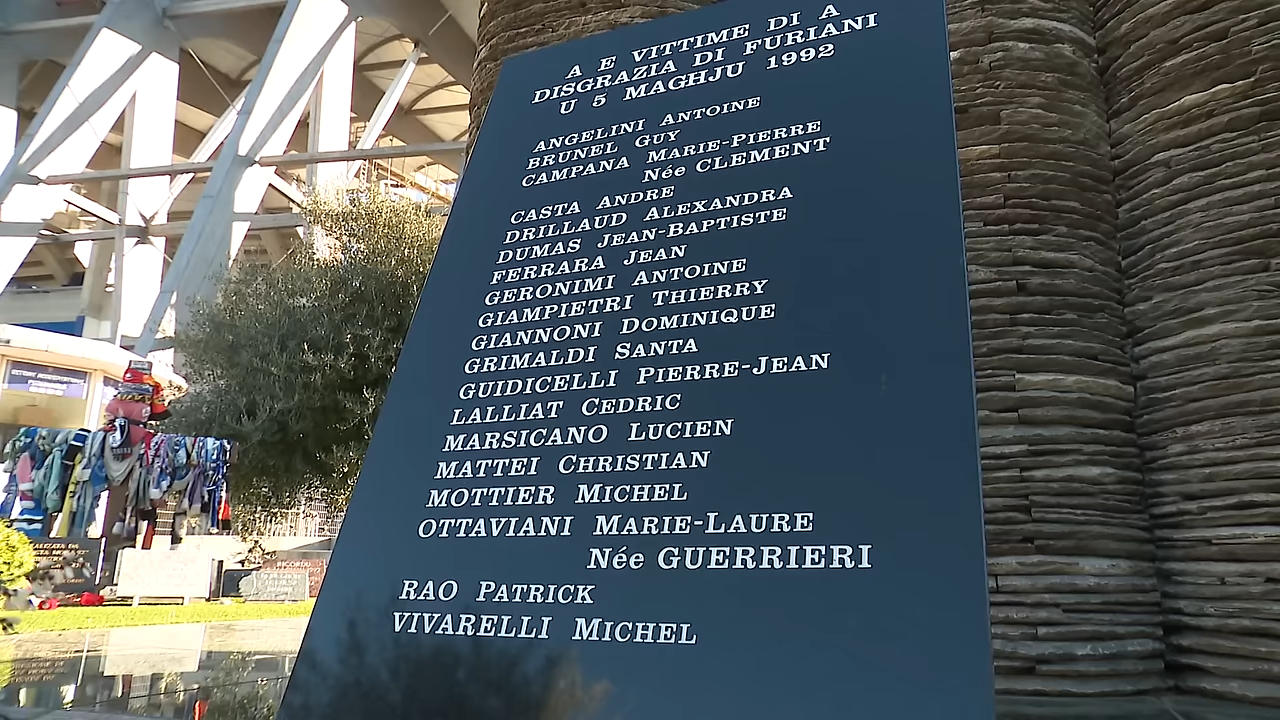 A E VITTIME DI A
DISGRAZIA DI FURIANI
U 5 MAGHJU 1992
ANGELINI ANTOINE
BRUNEL GUY
CAMPANA MARIE-PIERRE
Née CLEMENT
CASTA ANDRE
DRILLAUD ALEXANDRA
DUMAS JEAN-BAPTISTE
FERRARA JEAN
GERONIMI ANTOINE
GIAMPIETRI THIERRY
GIANNONI DOMINIQUE
GRIMALDI SANTA
GUIDICELLI PIERRE-JEAN
LALLIAT CEDRIC
MARSICANO LUCIEN
MATTEI CHRISTIAN
MOTTIER MICHEL
OTTAVIANI MARIE-LAURE
Née GUERRIERI
RAO PATRICK
VIVARELLI MICHEL
RICORDU